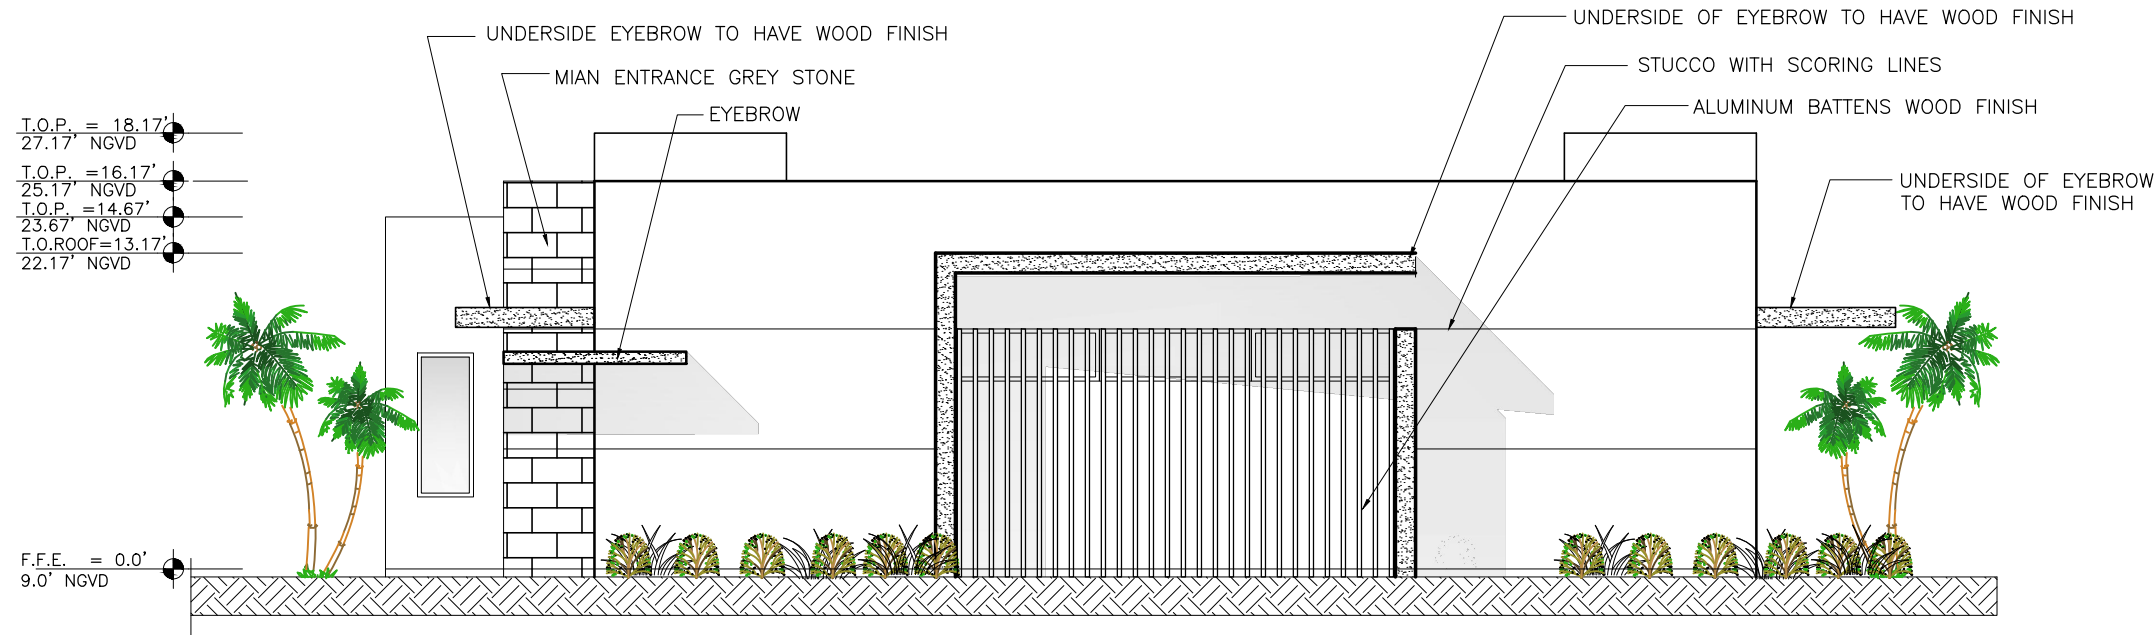 UNDERSIDE OF EYEBROW TO HAVE WOOD FINISH
UNDERSIDE EYEBROW TO HAVE WOOD FINISH
STUCCO WITH SCORING LINES
MIAN ENTRANCE GREY STONE
ALUMINUM BATTENS WOOD FINISH
EYEBROW
T.O.P. = 18.17'
27.17' NGVD
T.O.P. =16.17'
25.17' NGVD
UNDERSIDE OF EYEBROW
TO HAVE WOOD FINISH
T.O.P. =14.67'
23.67' NGVD
T.O.ROOF=13.17'
22.17' NGVD
F.F.E. = 0.0'
9.0' NGVD